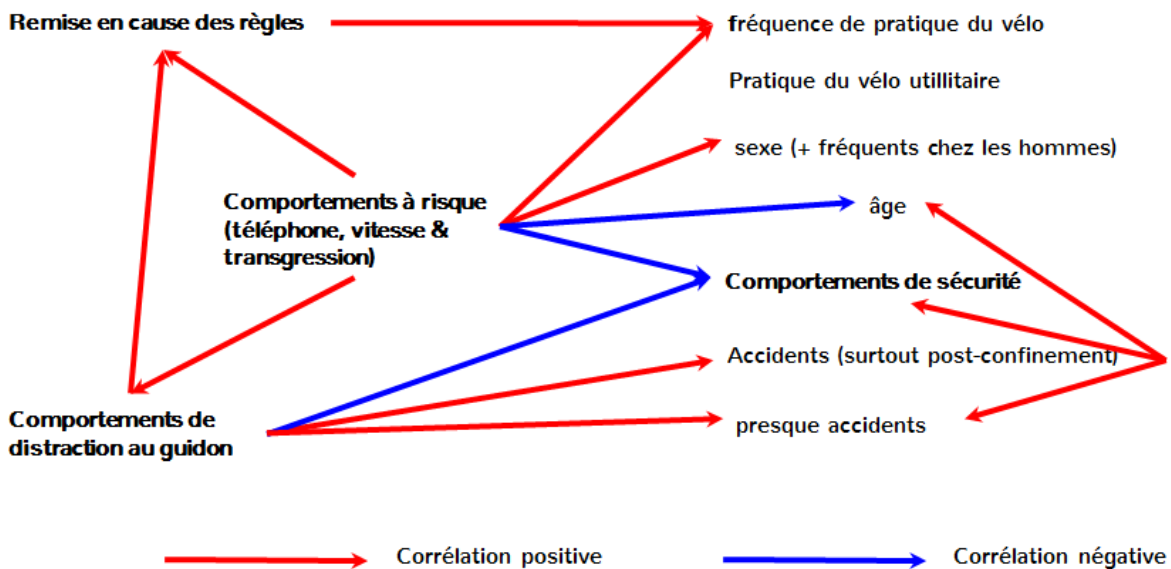 Remise en cause des règles
fréquence de pratique du vélo
Pratique du vélo utillitaire
sexe (+ fréquents chez les hommes)
Comportements à risque
(téléphone, vitesse &
transgression)
âge
Comportements de sécurité
Accidents (surtout post-confinement)
Comportements de
distraction au guidon
presque accidents
Corrélation positive
Corrélation négative